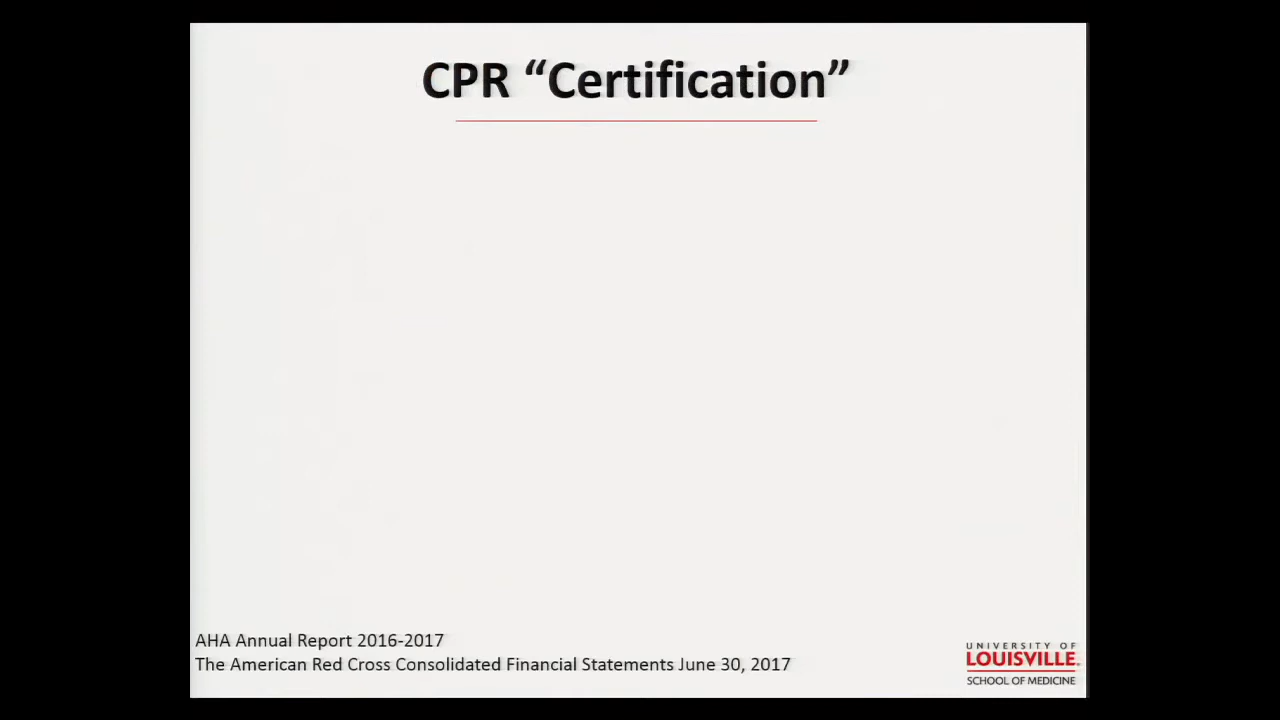 CPR “Certification”
AHA Annual Report 2016-2017
The American Red Cross Consolidated Financial Statements June 30, 2017
UNIVERSITY OF
LOUISVILLE
SCHOOL OF MEDICINE